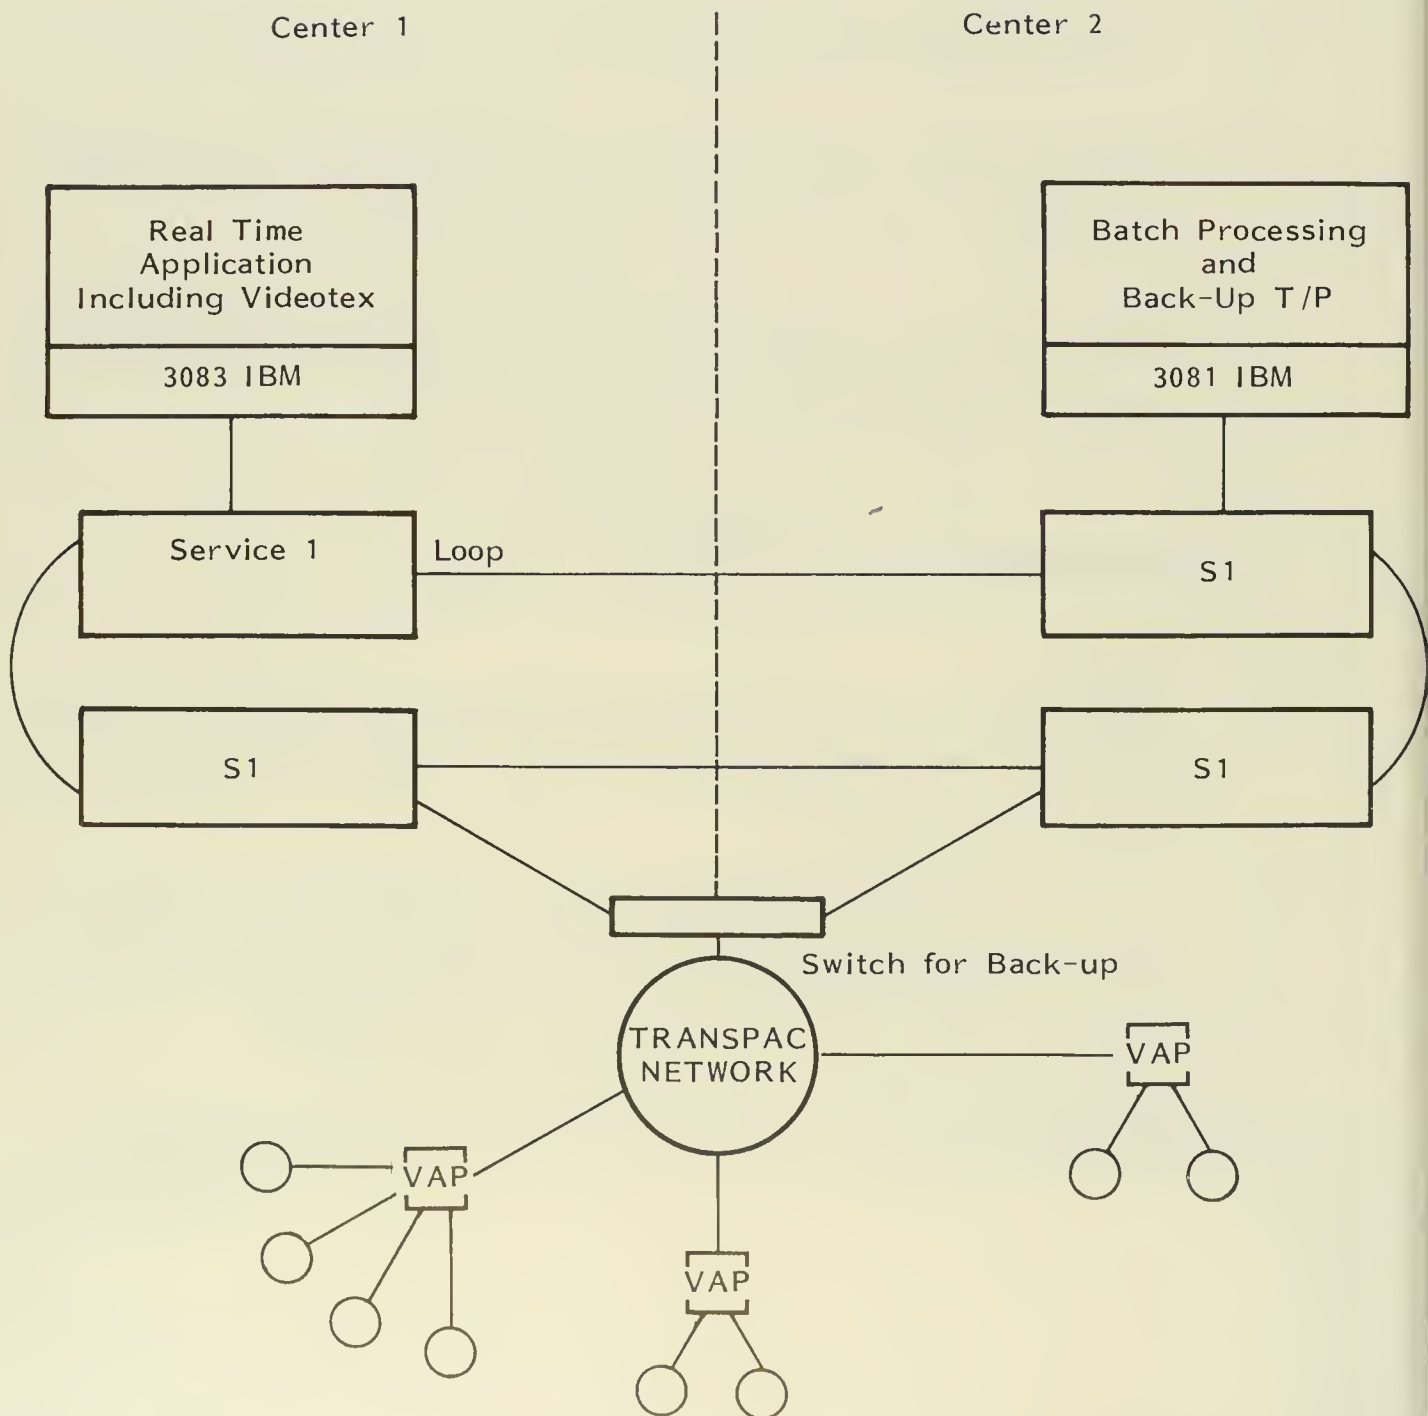 Center 1
Center 2
Real Time
Application
Including Videotex
3083 IBM
Batch Processing
and
Back-Up T/P
3081 IBM
Service 1
Loop
S1
S1
S1
Switch for Back-up
TRANSPAC
NETWORK
VAP
VAP
VAP